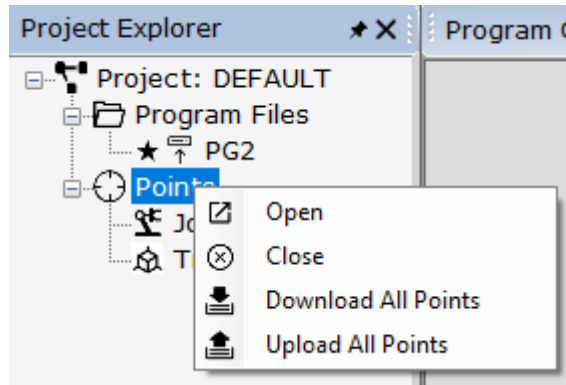 Project Explorer
Program
Project: DEFAULT
Program Files
PG2
Points
Open
Close
Download All Points
Upload All Points